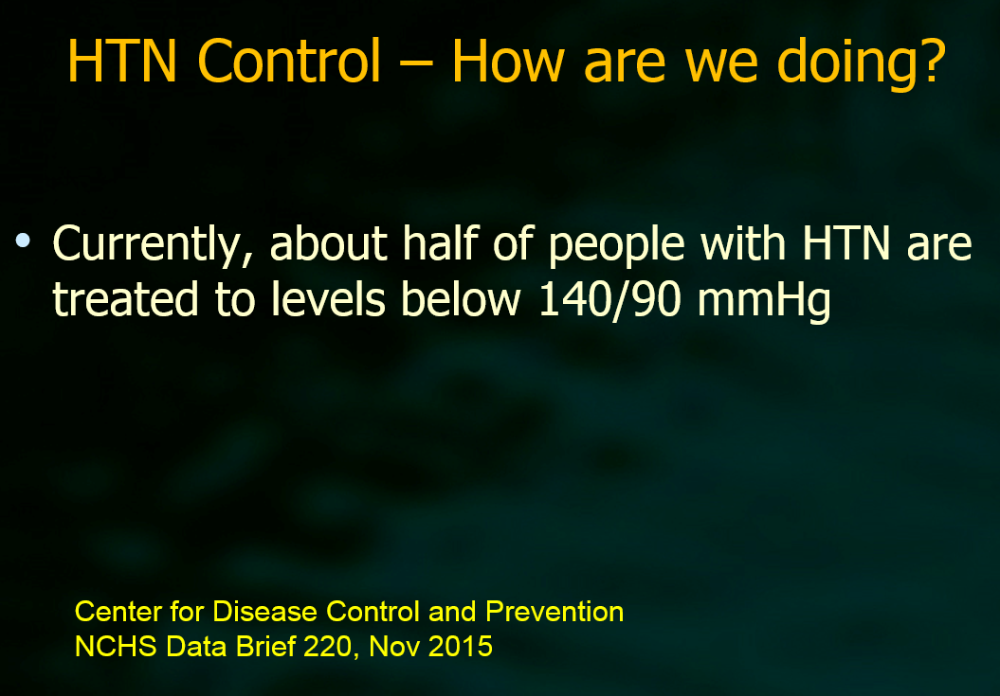 HTN Control – How are we doing?
• Currently, about half of people with HTN are
treated to levels below 140/90 mmHg
Center for Disease Control and Prevention
NCHS Data Brief 220, Nov 2015